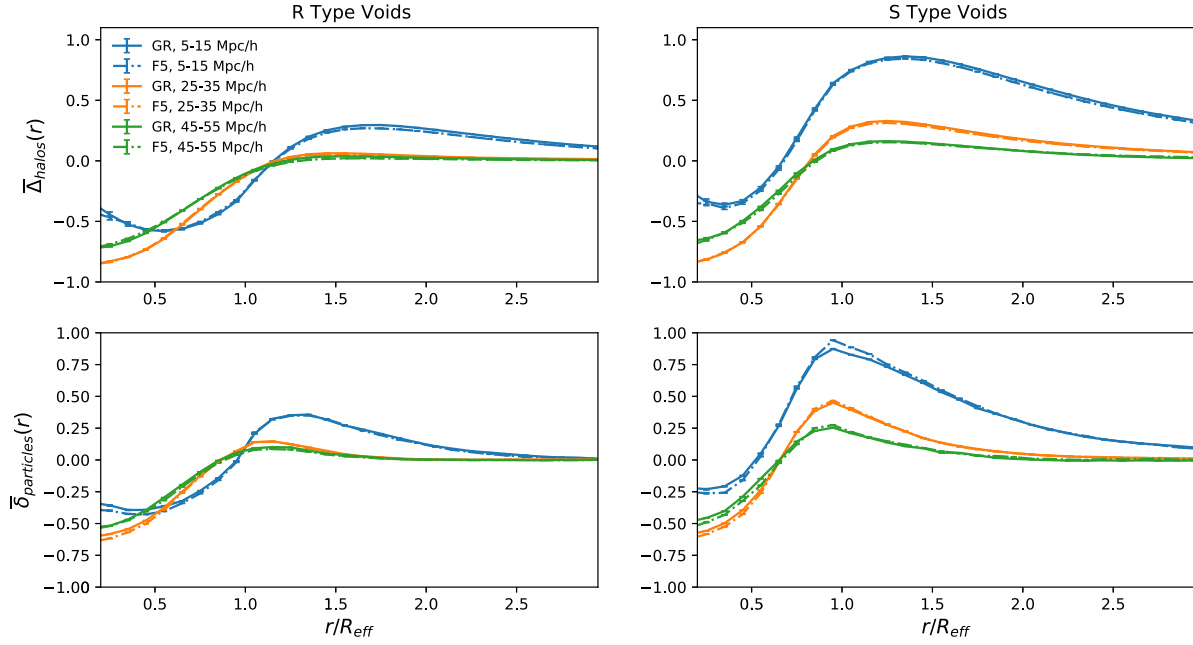 R Type Voids
S Type Voids
1.0
0.5
0.0
−0.5
−1.0
Δ̅halos(r)
GR, 5-15 Mpc/h
F5, 5-15 Mpc/h
GR, 25-35 Mpc/h
F5, 25-35 Mpc/h
GR, 45-55 Mpc/h
F5, 45-55 Mpc/h
0.5 1.0 1.5 2.0 2.5
1.0
0.5
0.0
−0.5
−1.0
0.5 1.0 1.5 2.0 2.5
1.00
0.75
0.50
0.25
0.00
−0.25
−0.50
−0.75
−1.00
δ̅particles(r)
0.5 1.0 1.5 2.0 2.5
r/Reff
1.00
0.75
0.50
0.25
0.00
−0.25
−0.50
−0.75
−1.00
0.5 1.0 1.5 2.0 2.5
r/Reff